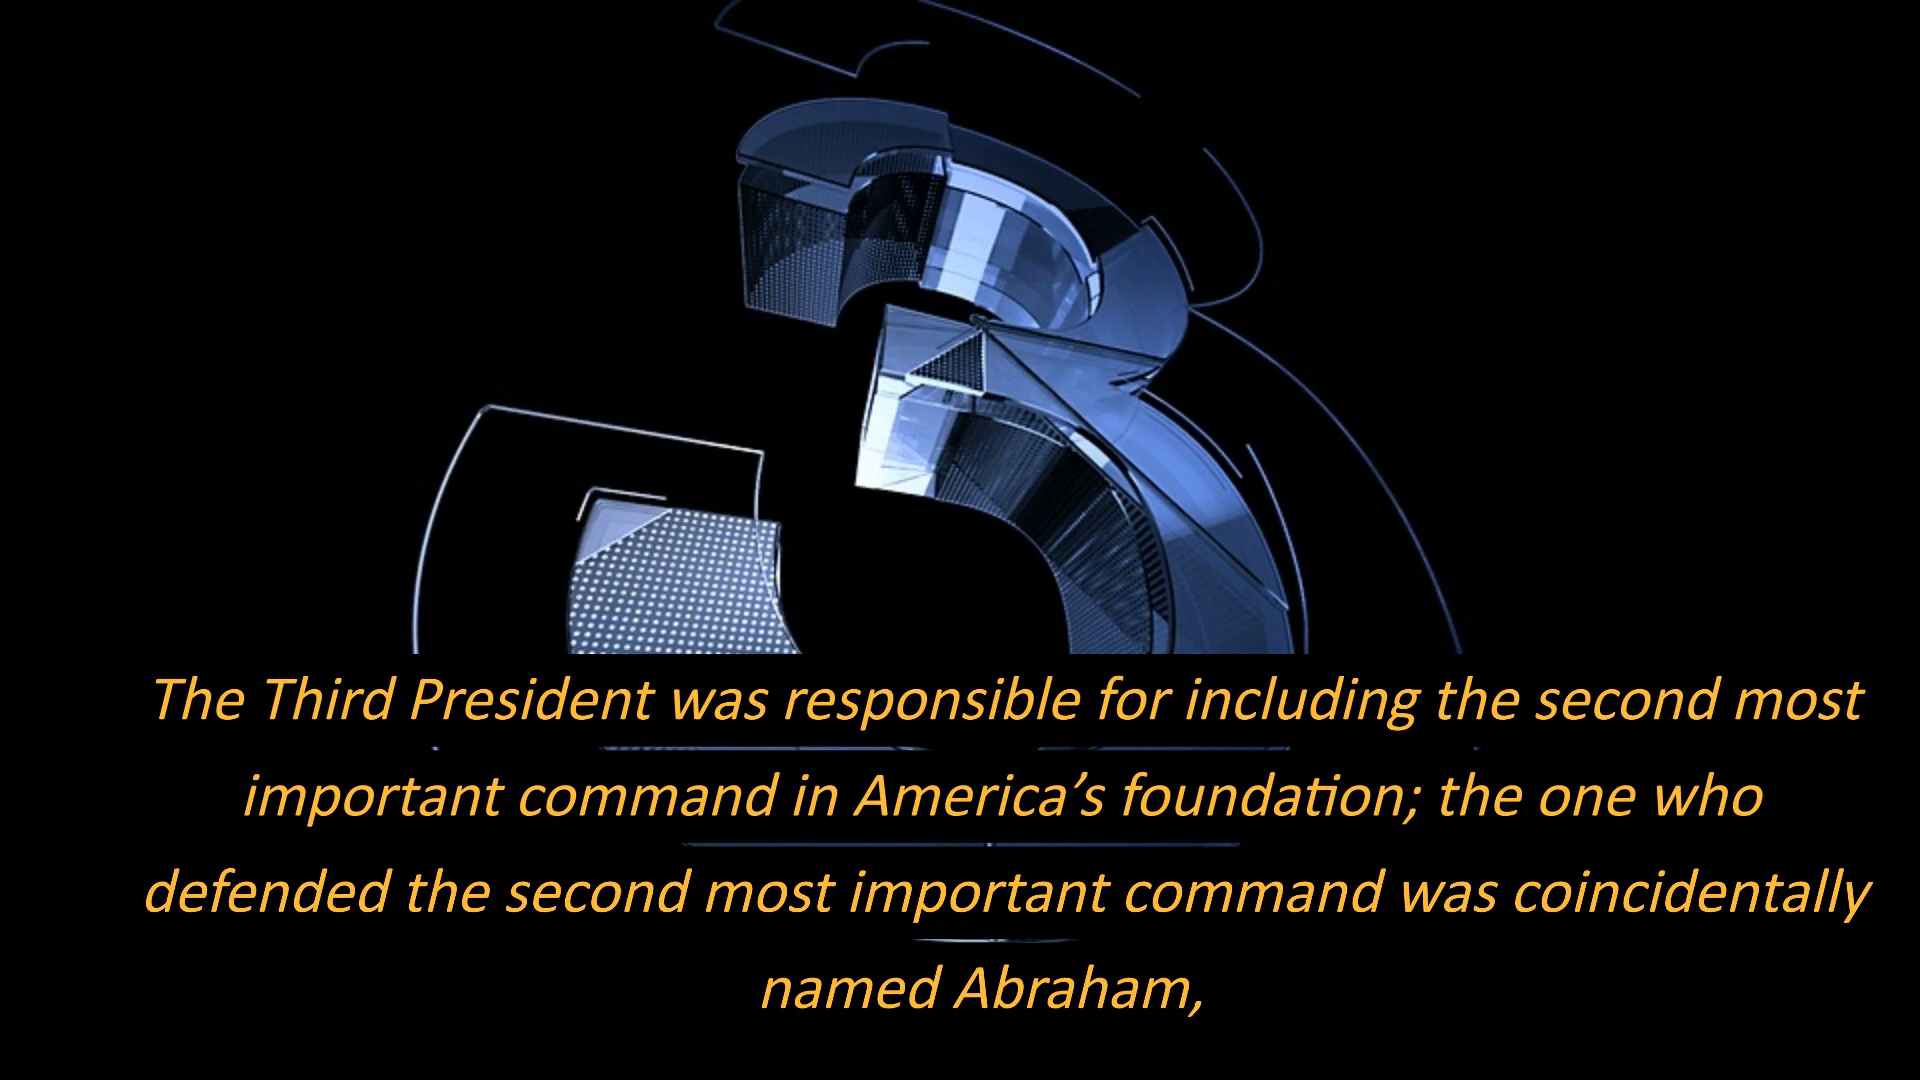 The Third President was responsible for including the second most
important command in America’s foundation; the one who
defended the second most important command was coincidentally
named Abraham,